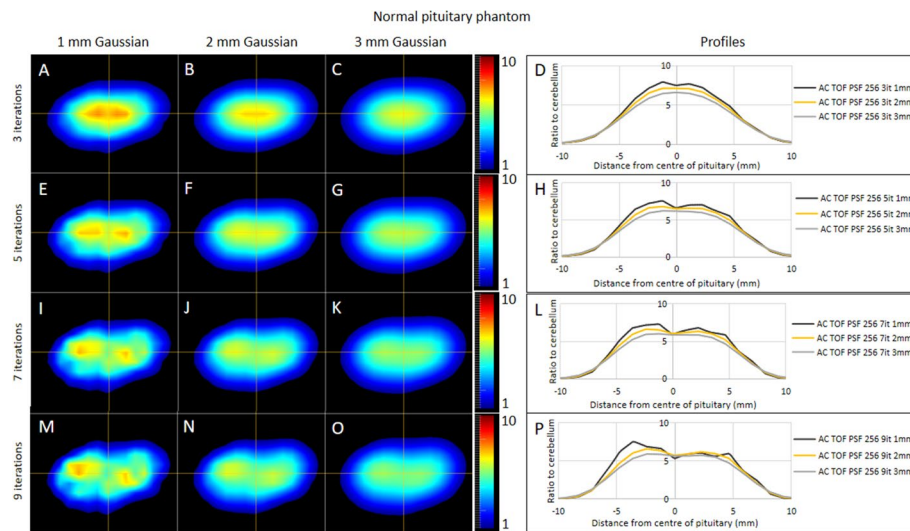 Normal pituitary phantom
1 mm Gaussian 2 mm Gaussian 3 mm Gaussian Profiles
3 iterations
A B C
10
1
D
Ratio to cerebellum
10
5
0
-10 -5 0 5 10
Distance from centre of pituitary (mm)
AC TOF PSF 256 3it 1mm
AC TOF PSF 256 3it 2mm
AC TOF PSF 256 3it 3mm
5 iterations
E F G
10
1
H
Ratio to cerebellum
10
5
0
-10 -5 0 5 10
Distance from centre of pituitary (mm)
AC TOF PSF 256 5it 1mm
AC TOF PSF 256 5it 2mm
AC TOF PSF 256 5it 3mm
7 iterations
I J K
10
1
L
Ratio to cerebellum
10
5
0
-10 -5 0 5 10
Distance from centre of pituitary (mm)
AC TOF PSF 256 7it 1mm
AC TOF PSF 256 7it 2mm
AC TOF PSF 256 7it 3mm
9 iterations
M N O
10
1
P
Ratio to cerebellum
10
5
0
-10 -5 0 5 10
Distance from centre of pituitary (mm)
AC TOF PSF 256 9it 1mm
AC TOF PSF 256 9it 2mm
AC TOF PSF 256 9it 3mm